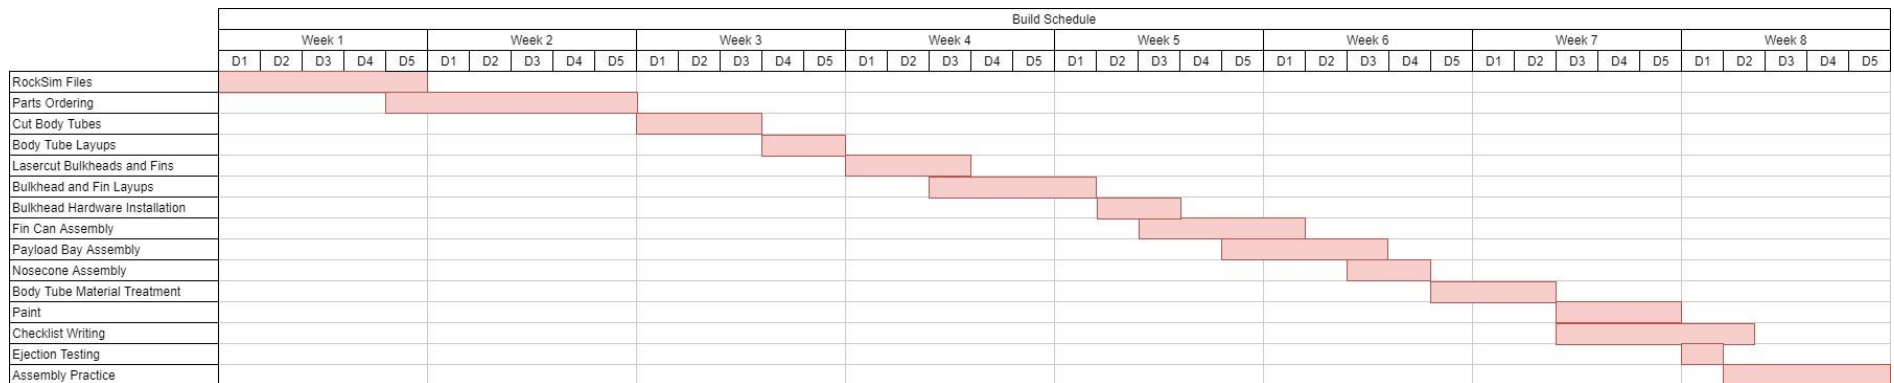 Build Schedule
Week 1 Week 2 Week 3 Week 4 Week 5 Week 6 Week 7 Week 8
D1 D2 D3 D4 D5 D1 D2 D3 D4 D5 D1 D2 D3 D4 D5 D1 D2 D3 D4 D5 D1 D2 D3 D4 D5 D1 D2 D3 D4 D5 D1 D2 D3 D4 D5 D1 D2 D3 D4 D5
RockSim Files
Parts Ordering
Cut Body Tubes
Body Tube Layups
Lasercut Bulkheads and Fins
Bulkhead and Fin Layups
Bulkhead Hardware Installation
Fin Can Assembly
Payload Bay Assembly
Nosecone Assembly
Body Tube Material Treatment
Paint
Checklist Writing
Ejection Testing
Assembly Practice